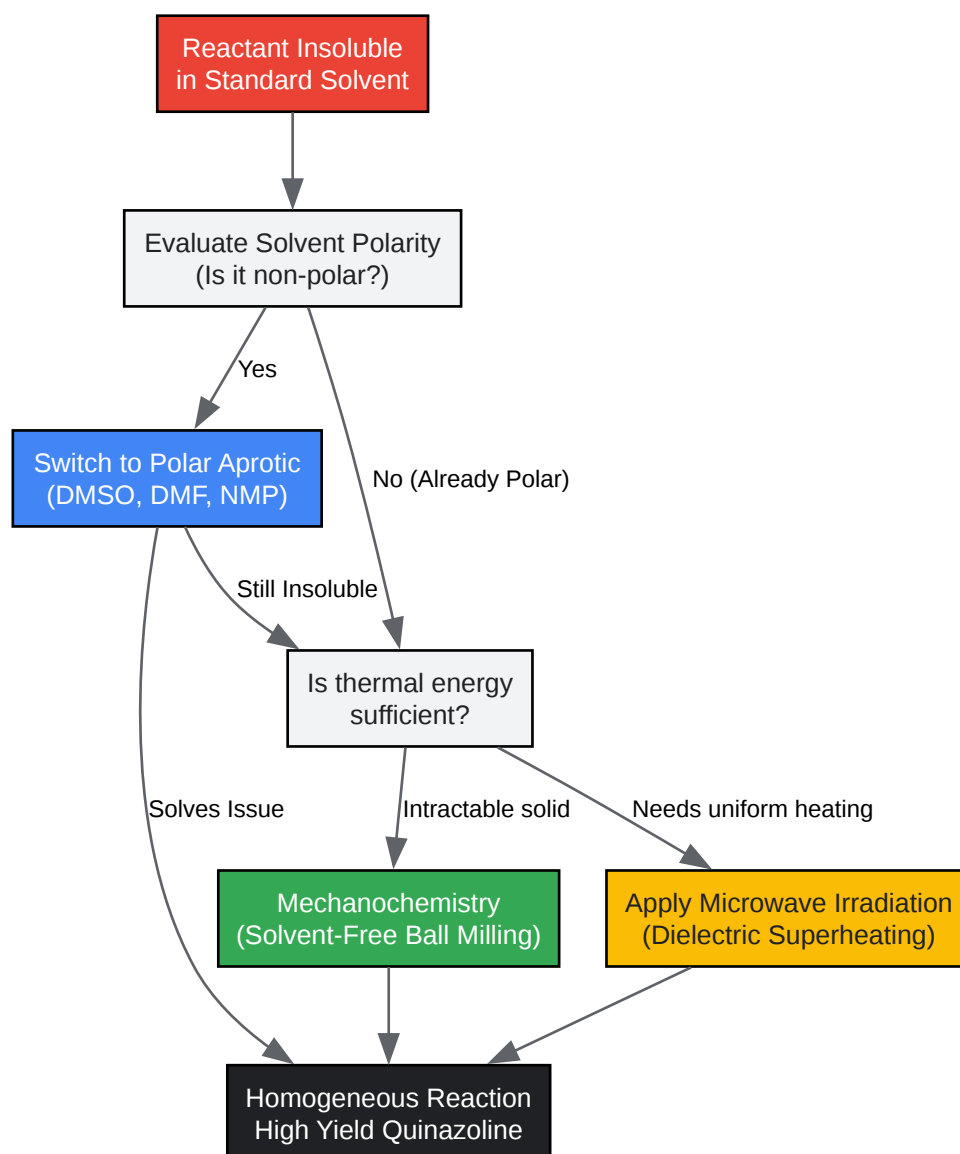 Reactant Insoluble
in Standard Solvent
Evaluate Solvent Polarity
(Is it non-polar?)
Yes
Switch to Polar Aprotic
(DMSO, DMF, NMP)
No (Already Polar)
Still Insoluble
Is thermal energy
sufficient?
Solves Issue
Intractable solid
Needs uniform heating
Mechanochemistry
(Solvent-Free Ball Milling)
Apply Microwave Irradiation
(Dielectric Superheating)
Homogeneous Reaction
High Yield Quinazoline